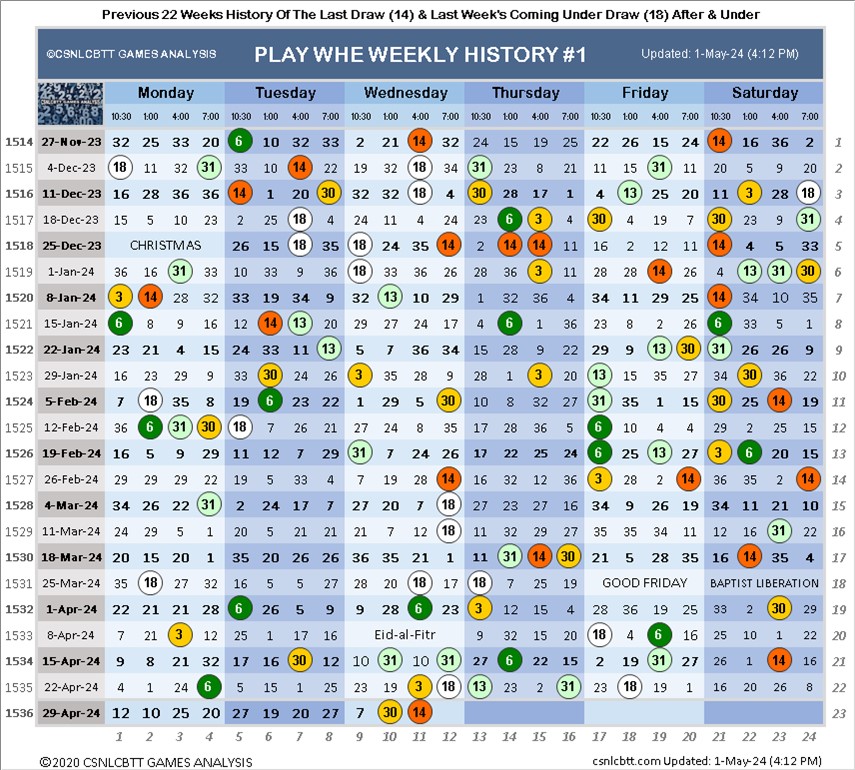 Previous 22 Weeks History Of The Last Draw (14) & Last Week's Coming Under Draw (18) After & Under
©CSNLCBTT GAMES ANALYSIS PLAY WHE WEEKLY HISTORY #1 Updated: 1-May-24 (4:12 PM)
Monday Tuesday Wednesday Thursday Friday Saturday
10:30 1:00 4:00 7:00 10:30 1:00 4:00 7:00 10:30 1:00 4:00 7:00 10:30 1:00 4:00 7:00 10:30 1:00 4:00 7:00 10:30 1:00 4:00 7:00
1514 27-Nov-23 32 25 33 20 6 10 32 33 2 21 14 32 24 15 19 25 22 26 15 24 14 16 36 2 1
1515 4-Dec-23 18 11 32 31 33 10 14 22 19 32 18 34 31 23 8 21 11 15 31 11 20 5 9 20 2
1516 11-Dec-23 16 28 36 36 14 1 20 30 32 32 18 4 30 28 17 1 4 13 25 20 11 3 28 18 3
1517 18-Dec-23 15 5 10 23 2 25 18 4 24 11 4 24 23 14 3 4 30 4 19 7 30 9 23 31 4
1518 25-Dec-23 CHRISTMAS 26 15 18 35 18 24 35 14 2 14 14 11 16 2 12 11 14 4 5 33 5
1519 1-Jan-24 36 16 31 33 10 33 9 36 18 33 36 26 28 36 3 11 28 28 14 26 4 13 31 30 6
1520 8-Jan-24 3 14 28 32 33 19 34 9 32 13 10 29 1 32 36 4 34 11 29 25 14 34 10 35 7
1521 15-Jan-24 6 8 9 16 12 14 13 20 29 27 24 17 4 6 1 36 23 8 2 26 6 33 5 1 8
1522 22-Jan-24 23 21 4 15 24 33 11 13 5 7 36 34 15 28 9 22 29 9 13 30 31 26 26 9 9
1523 29-Jan-24 16 23 29 9 33 30 24 26 3 35 28 9 28 1 3 20 13 15 35 27 34 30 36 22 10
1524 5-Feb-24 7 18 35 8 19 6 23 22 1 29 5 30 10 8 32 27 31 35 1 15 30 25 14 19 11
1525 12-Feb-24 36 6 31 30 18 7 26 21 27 24 8 35 17 5 28 5 6 10 4 4 29 2 25 15 12
1526 19-Feb-24 16 5 9 29 11 12 7 29 31 7 24 26 17 22 25 24 6 25 13 27 3 6 20 15 13
1527 26-Feb-24 29 29 29 22 19 5 33 4 7 19 28 14 27 32 12 16 3 28 2 14 36 35 2 14 14
1528 4-Mar-24 34 26 22 31 2 24 17 7 27 20 7 18 23 35 27 16 34 9 26 19 34 11 21 10 15
1529 11-Mar-24 24 29 5 1 20 5 21 21 21 7 12 18 11 32 29 27 35 35 34 11 12 16 31 22 16
1530 18-Mar-24 20 15 20 1 35 20 26 26 36 35 21 1 11 31 14 30 21 5 28 35 16 14 35 4 17
1531 25-Mar-24 35 18 27 32 16 5 5 27 28 20 18 17 18 7 25 19 GOOD FRIDAY BAPTIST LIBERATION 18
1532 1-Apr-24 22 21 21 28 6 26 5 9 9 28 6 23 3 12 15 4 28 36 19 25 33 2 30 29 19
1533 8-Apr-24 7 21 3 12 25 1 17 16 Eid-al-Fitr 9 32 15 20 18 4 6 16 25 10 1 22 20
1534 15-Apr-24 9 8 21 32 17 16 30 12 10 31 10 31 27 6 22 15 2 19 31 27 26 1 14 16 21
1535 22-Apr-24 4 1 24 6 5 15 1 25 23 19 3 18 13 23 2 31 23 18 19 1 16 20 26 8 22
1536 29-Apr-24 12 10 25 20 27 19 20 27 7 30 14 23
1 2 3 4 5 6 7 8 9 10 11 12 13 14 15 16 17 18 19 20 21 22 23 24
©2020 CSNLCBTT GAMES ANALYSIS csnlcbtt.com Updated: 1-May-24 (4:12 PM)